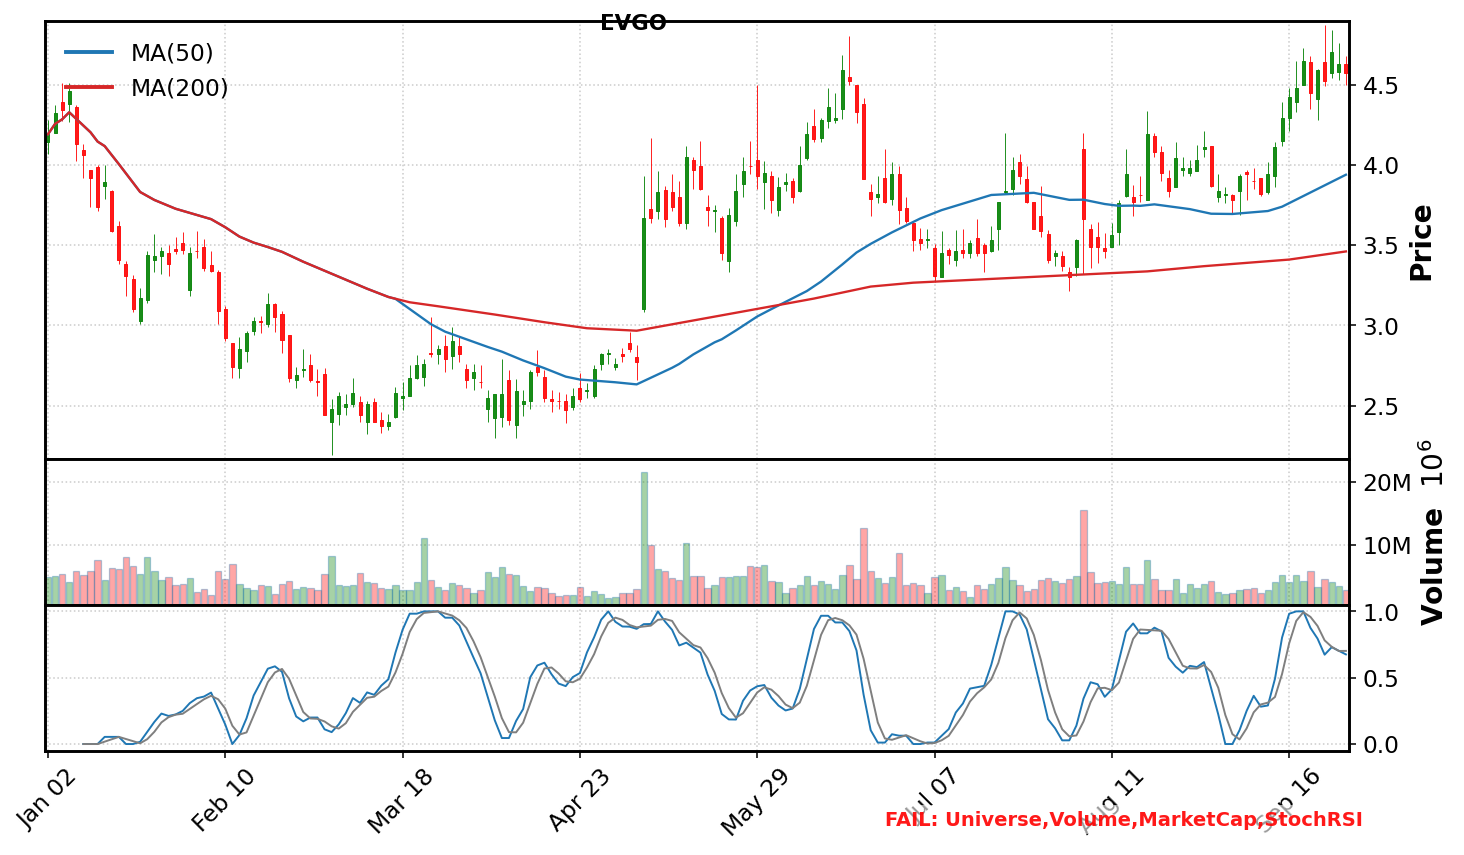 EVGO
MA(50)
MA(200)
4.5
4.0
3.5
3.0
2.5
Price
20M
10M
Volume 10^6
1.0
0.5
0.0
Jan 02
Feb 10
Mar 18
Apr 23
May 29
Jul 07
Aug 11
Sep 16
FAIL: Universe,Volume,MarketCap,StochRSI